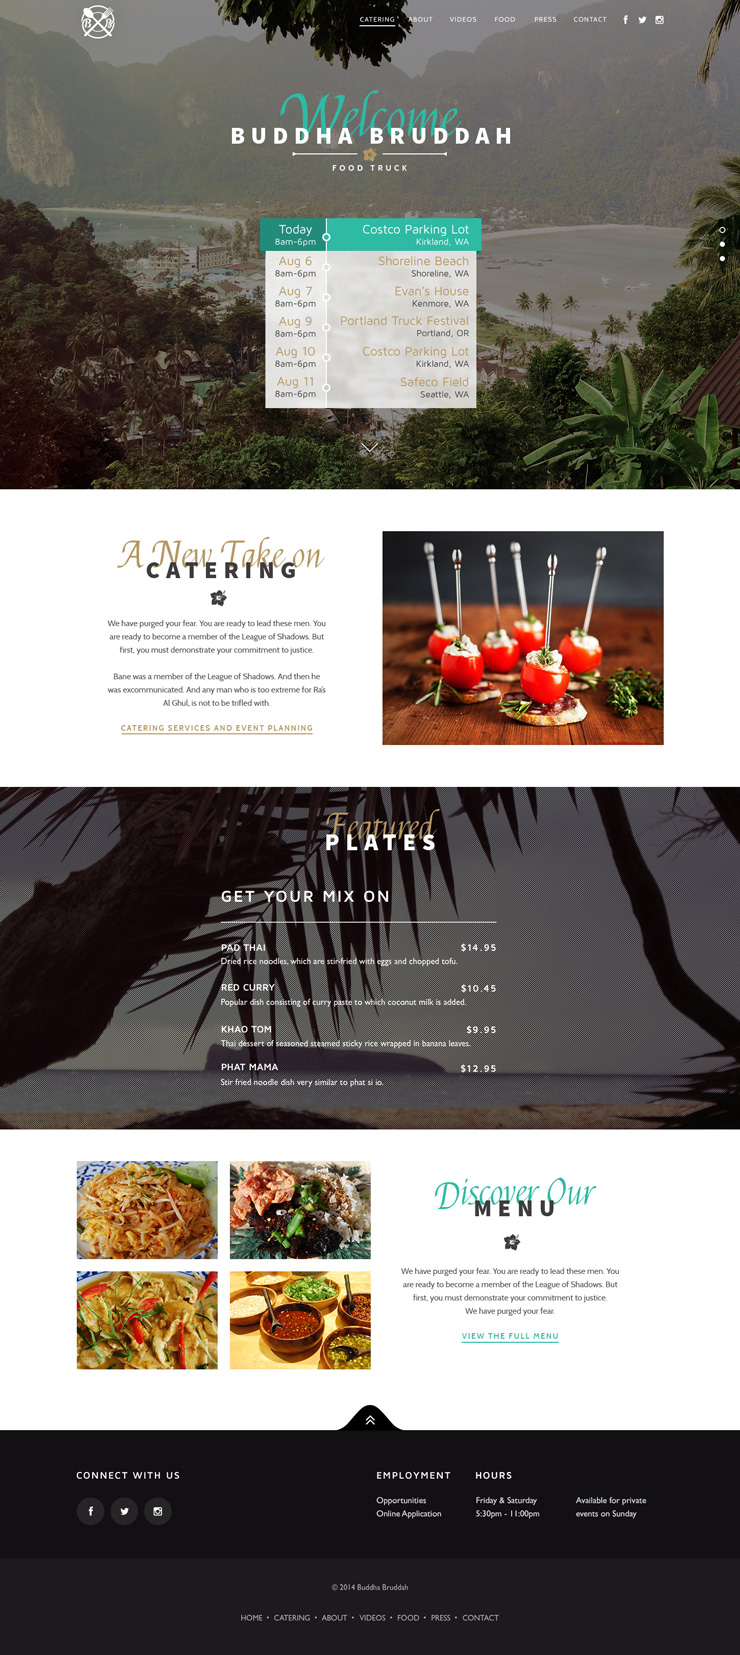 CATERING ABOUT VIDEOS FOOD PRESS CONTACT
Welcome
BUDDHA BRUDDAH
FOOD TRUCK
Today Costco Parking Lot
8am-6pm Kirkland, WA
Aug 6 Shoreline Beach
8am-6pm Shoreline, WA
Aug 7 Evan's House
8am-6pm Kenmore, WA
Aug 9 Portland Truck Festival
8am-6pm Portland, OR
Aug 10 Costco Parking Lot
8am-6pm Kirkland, WA
Aug 11 Safeco Field
8am-6pm Seattle, WA
A New Take on
CATERING
We have purged your fear. You are ready to lead these men. You
are ready to become a member of the League of Shadows. But
first, you must demonstrate your commitment to justice.
Bane was a member of the League of Shadows. And then he
was excommunicated. And any man who is too extreme for Ra's
Al Ghul, is not to be trifled with.
CATERING SERVICES AND EVENT PLANNING
Featured
PLATES
GET YOUR MIX ON
PAD THAI $14.95
Dried rice noodles, which are stir-fried with eggs and chopped tofu.
RED CURRY $10.45
Popular dish consisting of curry paste to which coconut milk is added.
KHAO TOM $9.95
Thai dessert of seasoned steamed sticky rice wrapped in banana leaves.
PHAT MAMA $12.95
Stir fried noodle dish very similar to phat si io.
Discover Our
MENU
We have purged your fear. You are ready to lead these men. You
are ready to become a member of the League of Shadows. But
first, you must demonstrate your commitment to justice.
We have purged your fear.
VIEW THE FULL MENU
CONNECT WITH US
EMPLOYMENT
Opportunities
Online Application
HOURS
Friday & Saturday
5:30pm - 11:00pm
Available for private
events on Sunday
© 2014 Buddha Bruddah
HOME • CATERING • ABOUT • VIDEOS • FOOD • PRESS • CONTACT